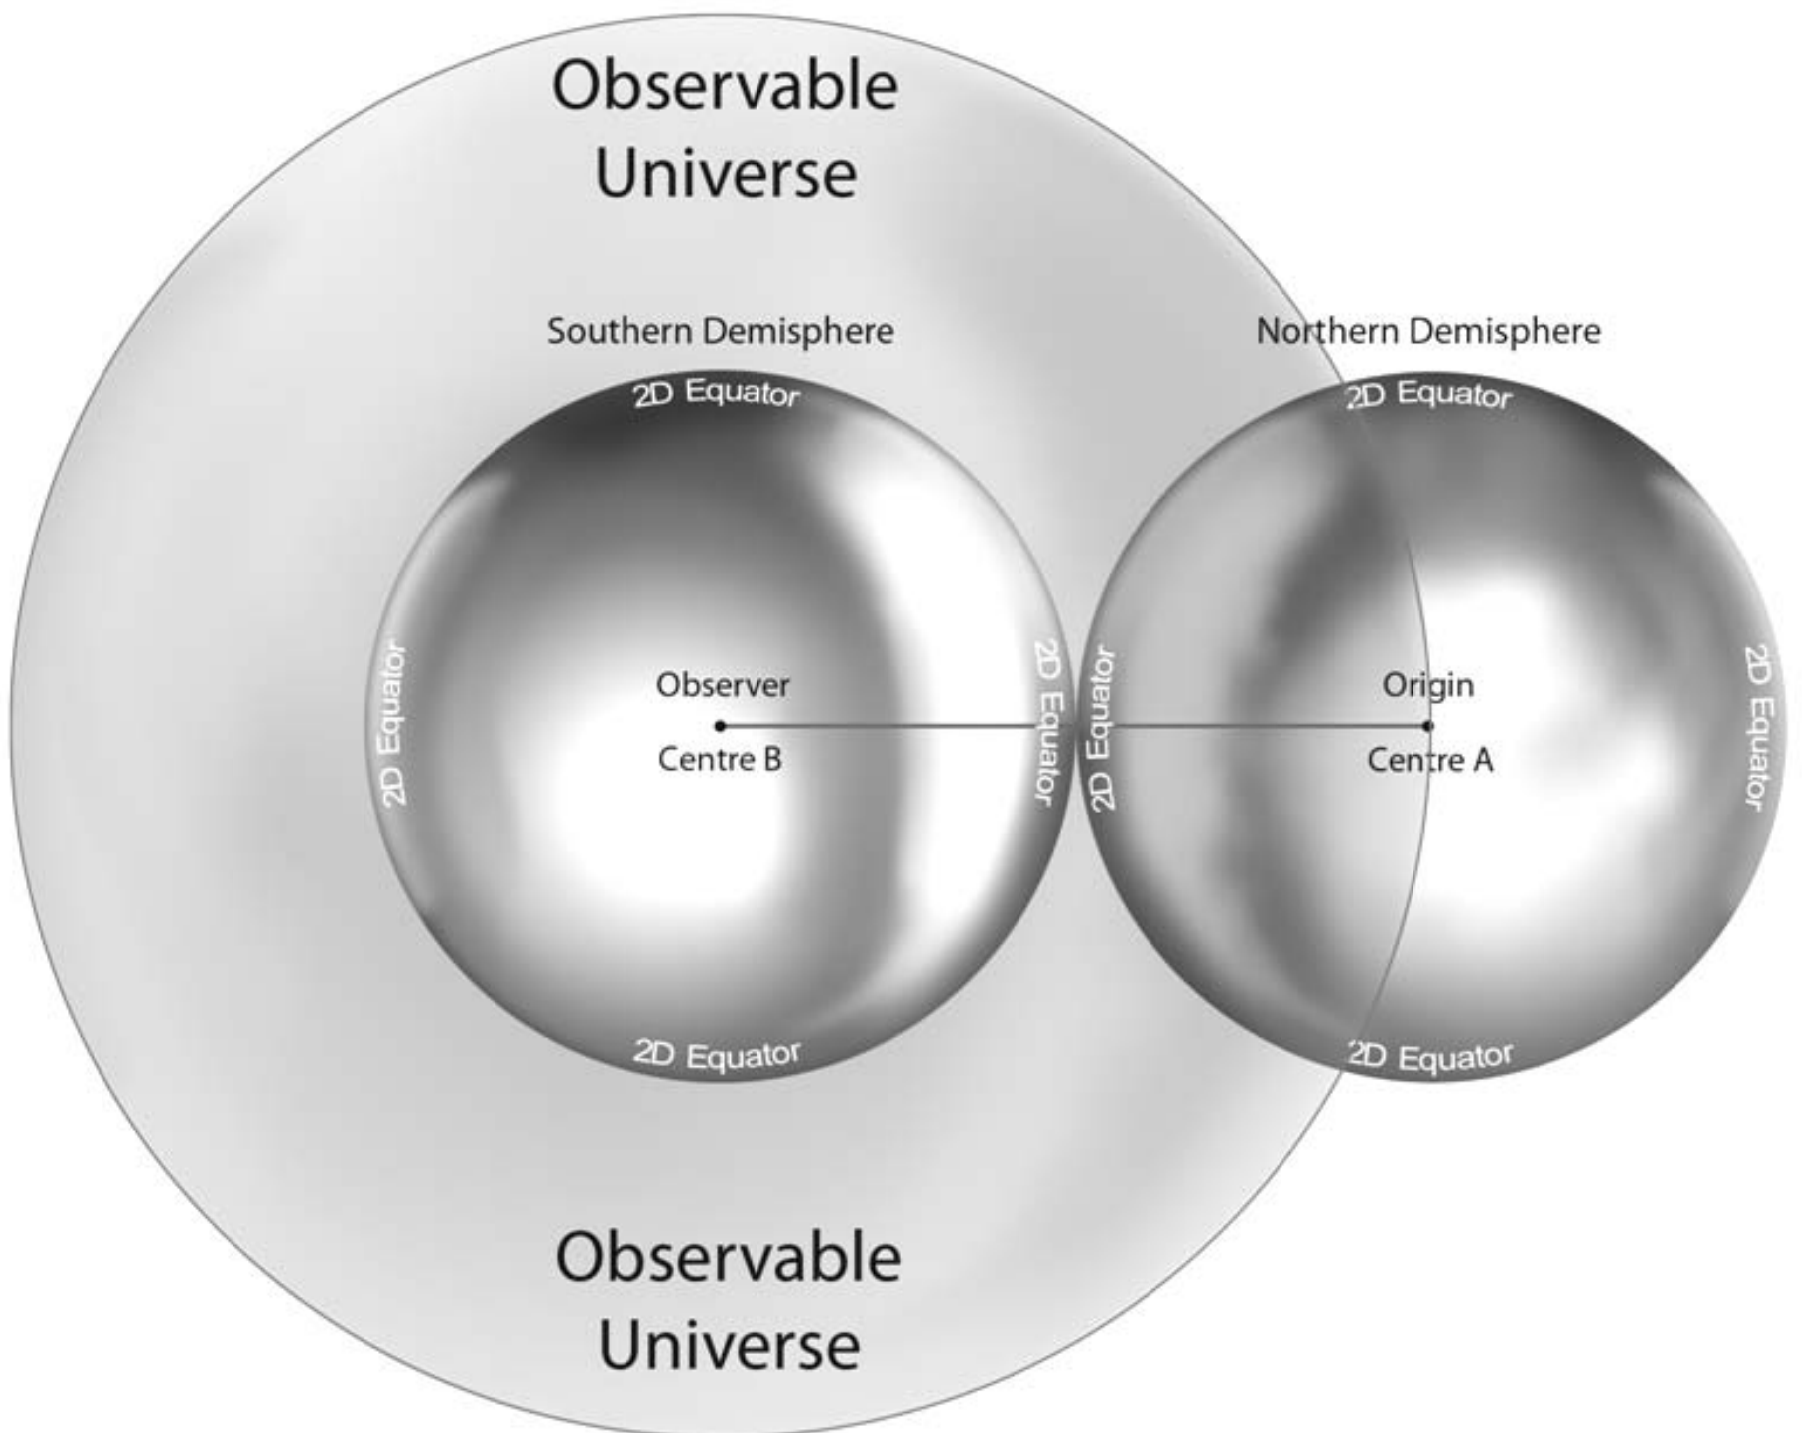 Observable
Universe
Southern Demisphere
Northern Demisphere
2D Equator
2D Equator
2D Equator
2D Equator
2D Equator
2D Equator
Observer
Centre B
Origin
Centre A
2D Equator
2D Equator
Observable
Universe